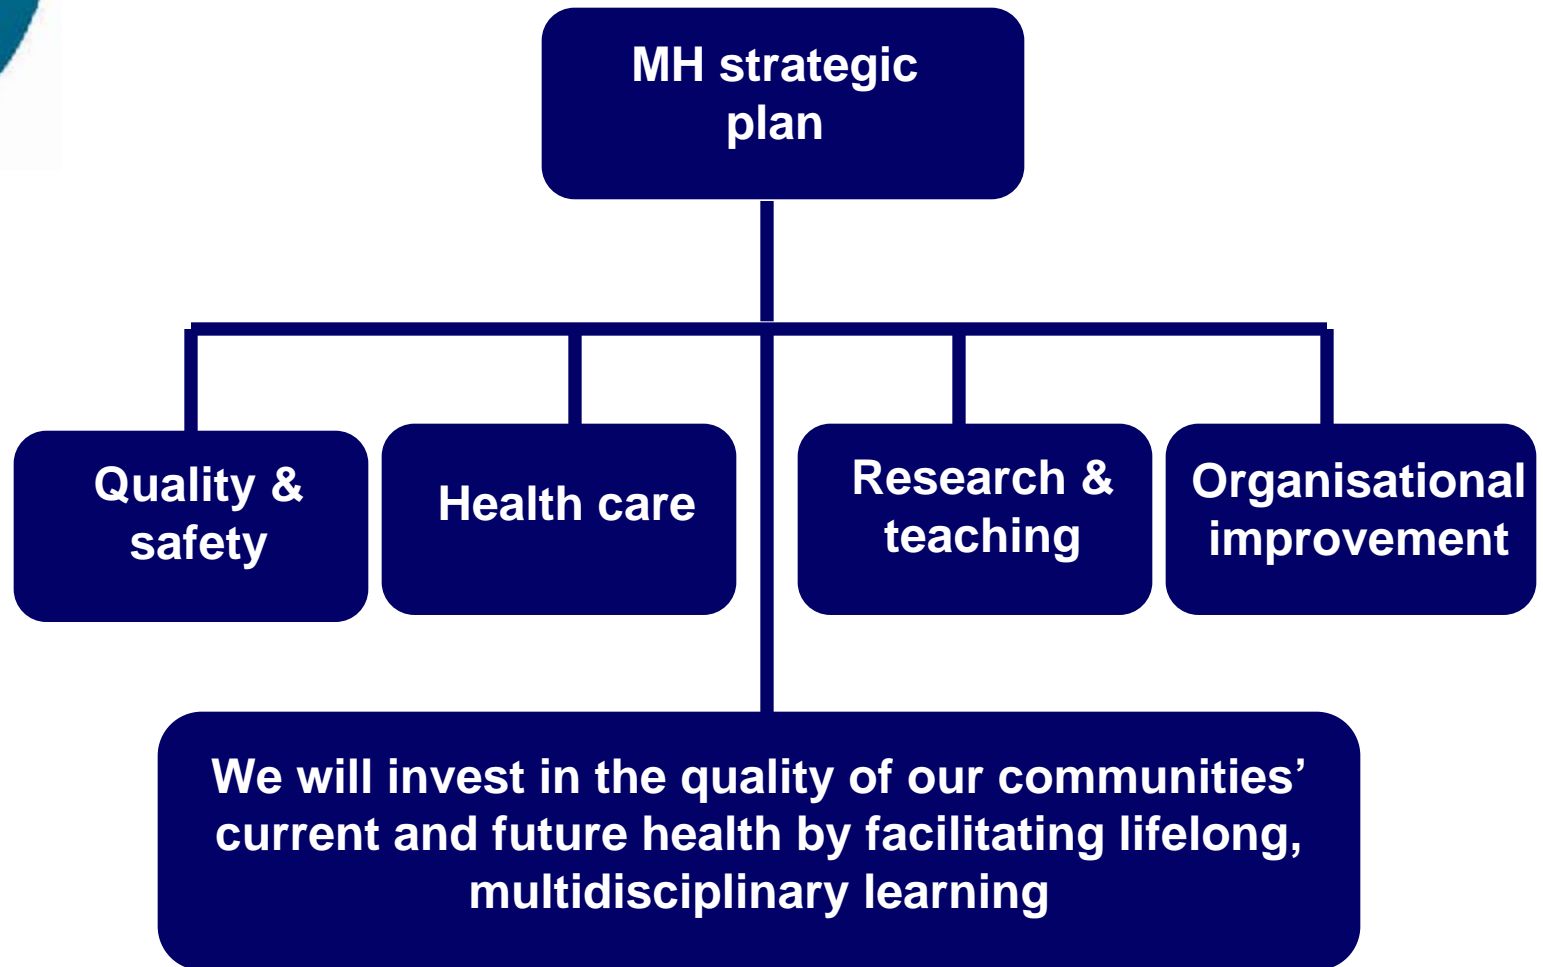 MH strategic
plan
Quality &
safety
Health care
Research &
teaching
Organisational
improvement
We will invest in the quality of our communities’
current and future health by facilitating lifelong,
multidisciplinary learning